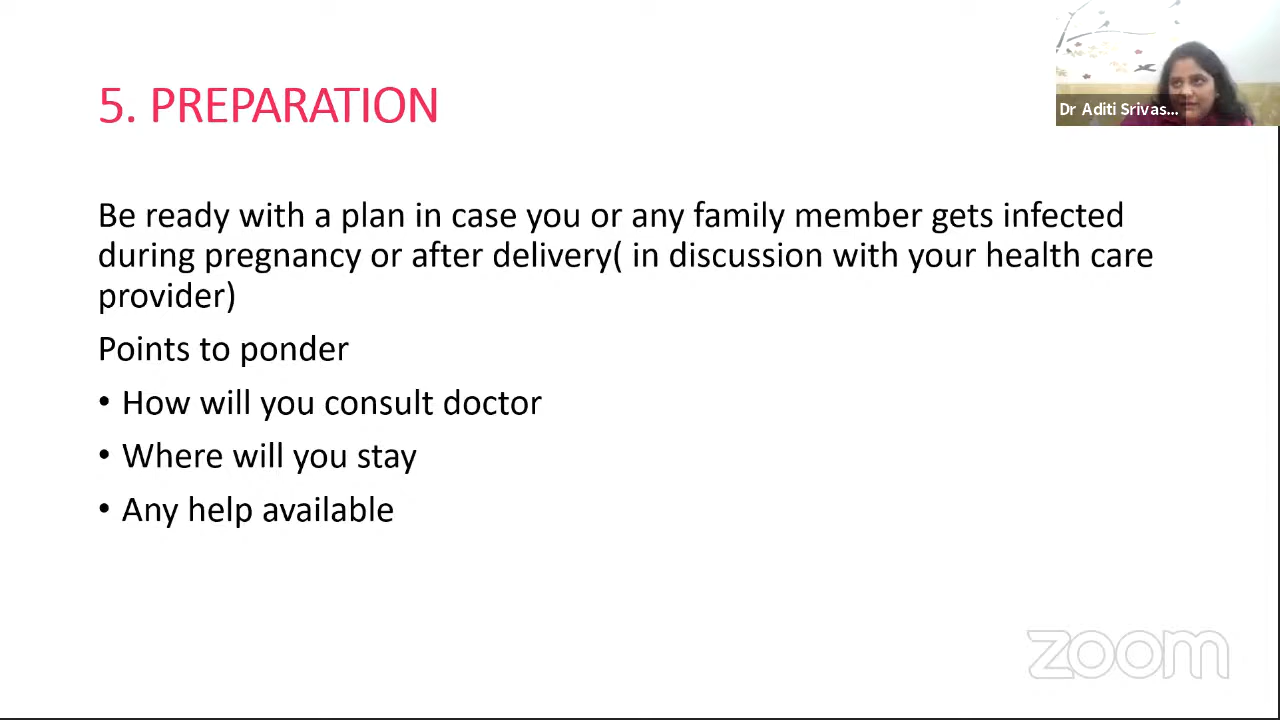 5. PREPARATION
Dr Aditi Srivas...
Be ready with a plan in case you or any family member gets infected
during pregnancy or after delivery( in discussion with your health care
provider)
Points to ponder
• How will you consult doctor
• Where will you stay
• Any help available
zoom